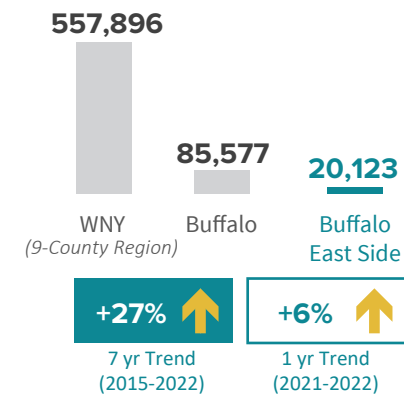 557,896
85,577
20,123
WNY
(9-County Region)
Buffalo
Buffalo
East Side
+27%
7 yr Trend
(2015-2022)
+6%
1 yr Trend
(2021-2022)